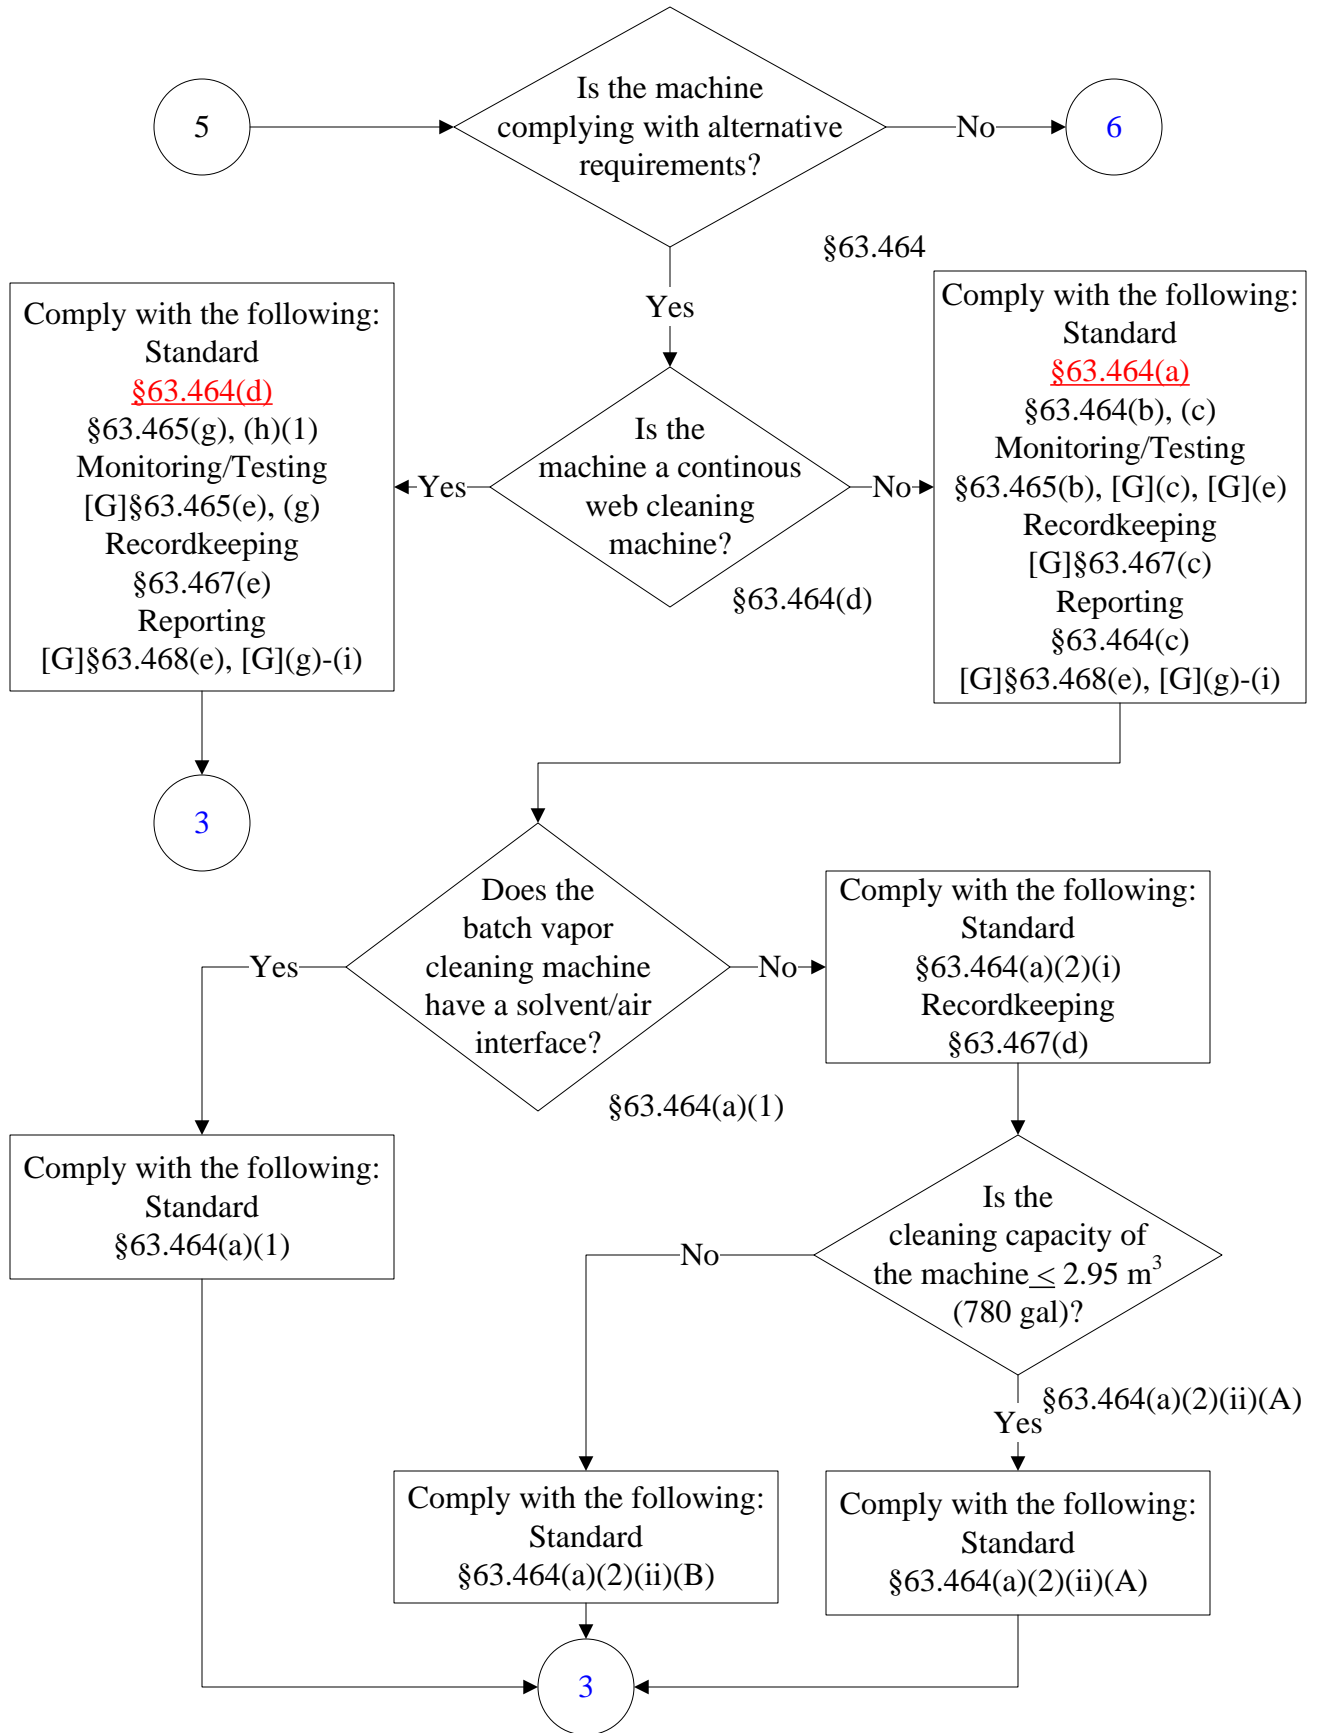 Is the machine
complying with alternative
requirements?
5
No
6
§63.464
Yes
Comply with the following:
Standard
§63.464(d)
§63.465(g), (h)(1)
Monitoring/Testing
[G]§63.465(e), (g)
Recordkeeping
§63.467(e)
Reporting
[G]§63.468(e), [G](g)-(i)
Yes
Is the
machine a continous
web cleaning
machine?
No
§63.464(d)
Comply with the following:
Standard
§63.464(a)
§63.464(b), (c)
Monitoring/Testing
§63.465(b), [G](c), [G](e)
Recordkeeping
[G]§63.467(c)
Reporting
§63.464(c)
[G]§63.468(e), [G](g)-(i)
3
Yes
Does the
batch vapor
cleaning machine
have a solvent/air
interface?
No
§63.464(a)(1)
Comply with the following:
Standard
§63.464(a)(2)(i)
Recordkeeping
§63.467(d)
Comply with the following:
Standard
§63.464(a)(1)
No
Is the
cleaning capacity of
the machine ≤ 2.95 m³
(780 gal)?
§63.464(a)(2)(ii)(A)
Yes
Comply with the following:
Standard
§63.464(a)(2)(ii)(B)
Comply with the following:
Standard
§63.464(a)(2)(ii)(A)
3